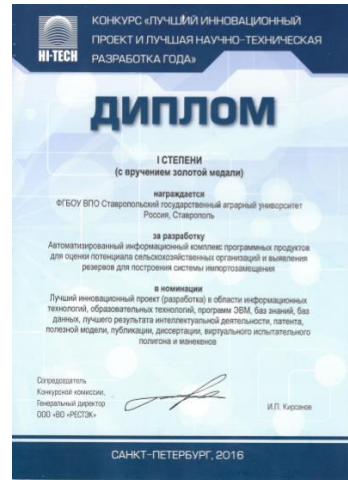 HI-TECH
КОНКУРС «ЛУЧШИЙ ИННОВАЦИОННЫЙ
ПРОЕКТ И ЛУЧШАЯ НАУЧНО-ТЕХНИЧЕСКАЯ
РАЗРАБОТКА ГОДА»
ДИПЛОМ
I СТЕПЕНИ
(с вручением золотой медали)
награждается
ФГБОУ ВПО Ставропольский государственный аграрный университет
Россия, Ставрополь
за разработку
Автоматизированный информационный комплекс программных продуктов
для оценки потенциала сельскохозяйственных организаций и выявления
резервов для построения системы импортозамещения
в номинации
Лучший инновационный проект (разработка) в области информационных
технологий, образовательных технологий, программ ЭВМ, баз знаний, баз
данных, лучшего результата интеллектуальной деятельности, патента,
полезной модели, публикации, диссертации, виртуального испытательного
полигона и манекенов
Сопредседатель
Конкурсной комиссии,
Генеральный директор
ООО «ВО «РЕСТЭК»
И.П. Кирсанов
САНКТ-ПЕТЕРБУРГ, 2016